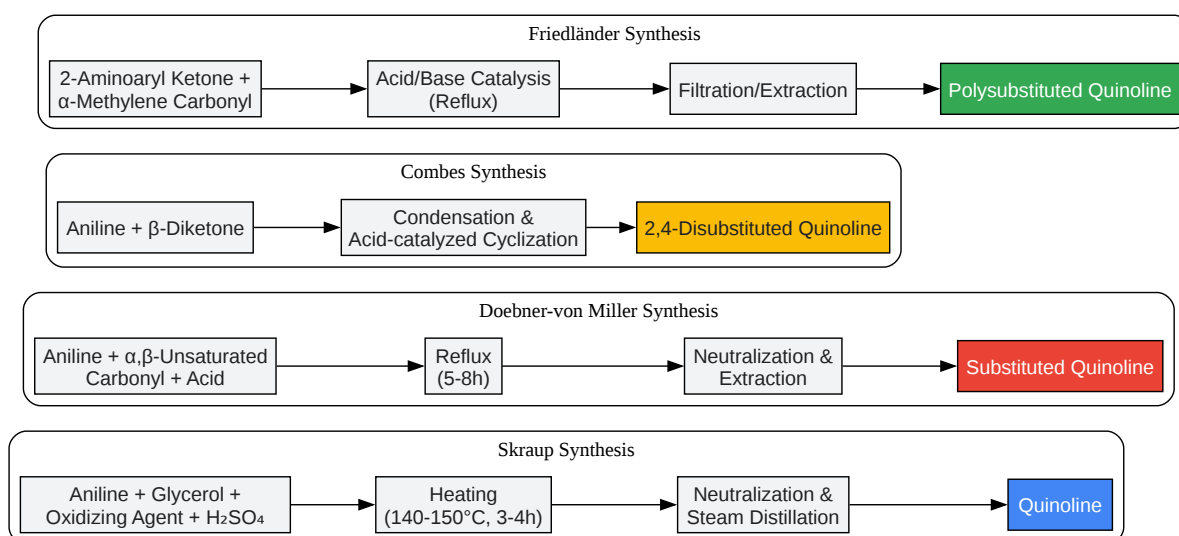 Friedländer Synthesis
2-Aminoaryl Ketone +
α-Methylene Carbonyl
Acid/Base Catalysis
(Reflux)
Filtration/Extraction
Polysubstituted Quinoline
Combes Synthesis
Aniline + β-Diketone
Condensation &
Acid-catalyzed Cyclization
2,4-Disubstituted Quinoline
Doebner-von Miller Synthesis
Aniline + α,β-Unsaturated
Carbonyl + Acid
Reflux
(5-8h)
Neutralization &
Extraction
Substituted Quinoline
Skraup Synthesis
Aniline + Glycerol +
Oxidizing Agent + H₂SO₄
Heating
(140-150°C, 3-4h)
Neutralization &
Steam Distillation
Quinoline